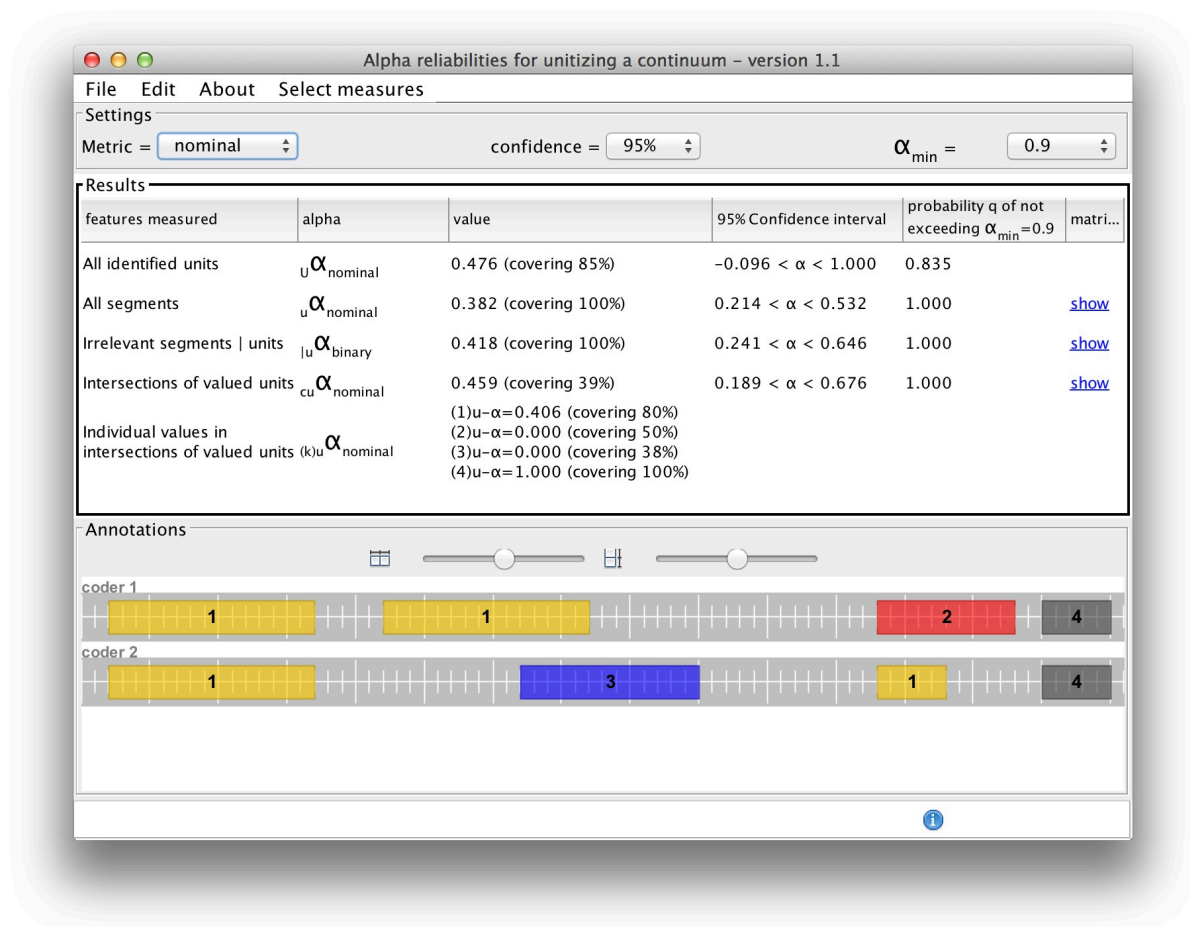 Alpha reliabilities for unitizing a continuum – version 1.1
File Edit About Select measures
Settings
Metric = nominal confidence = 95% αmin = 0.9
Results
features measured alpha value 95% Confidence interval probability q of not exceeding αmin=0.9 matri...
All identified units Uαnominal 0.476 (covering 85%) −0.096 < α < 1.000 0.835
All segments uαnominal 0.382 (covering 100%) 0.214 < α < 0.532 1.000 show
Irrelevant segments | units |uαbinary 0.418 (covering 100%) 0.241 < α < 0.646 1.000 show
Intersections of valued units cuαnominal 0.459 (covering 39%) 0.189 < α < 0.676 1.000 show
Individual values in
intersections of valued units (k)uαnominal
(1)u−α=0.406 (covering 80%)
(2)u−α=0.000 (covering 50%)
(3)u−α=0.000 (covering 38%)
(4)u−α=1.000 (covering 100%)
Annotations
coder 1
1 1 2 4
coder 2
1 3 1 4